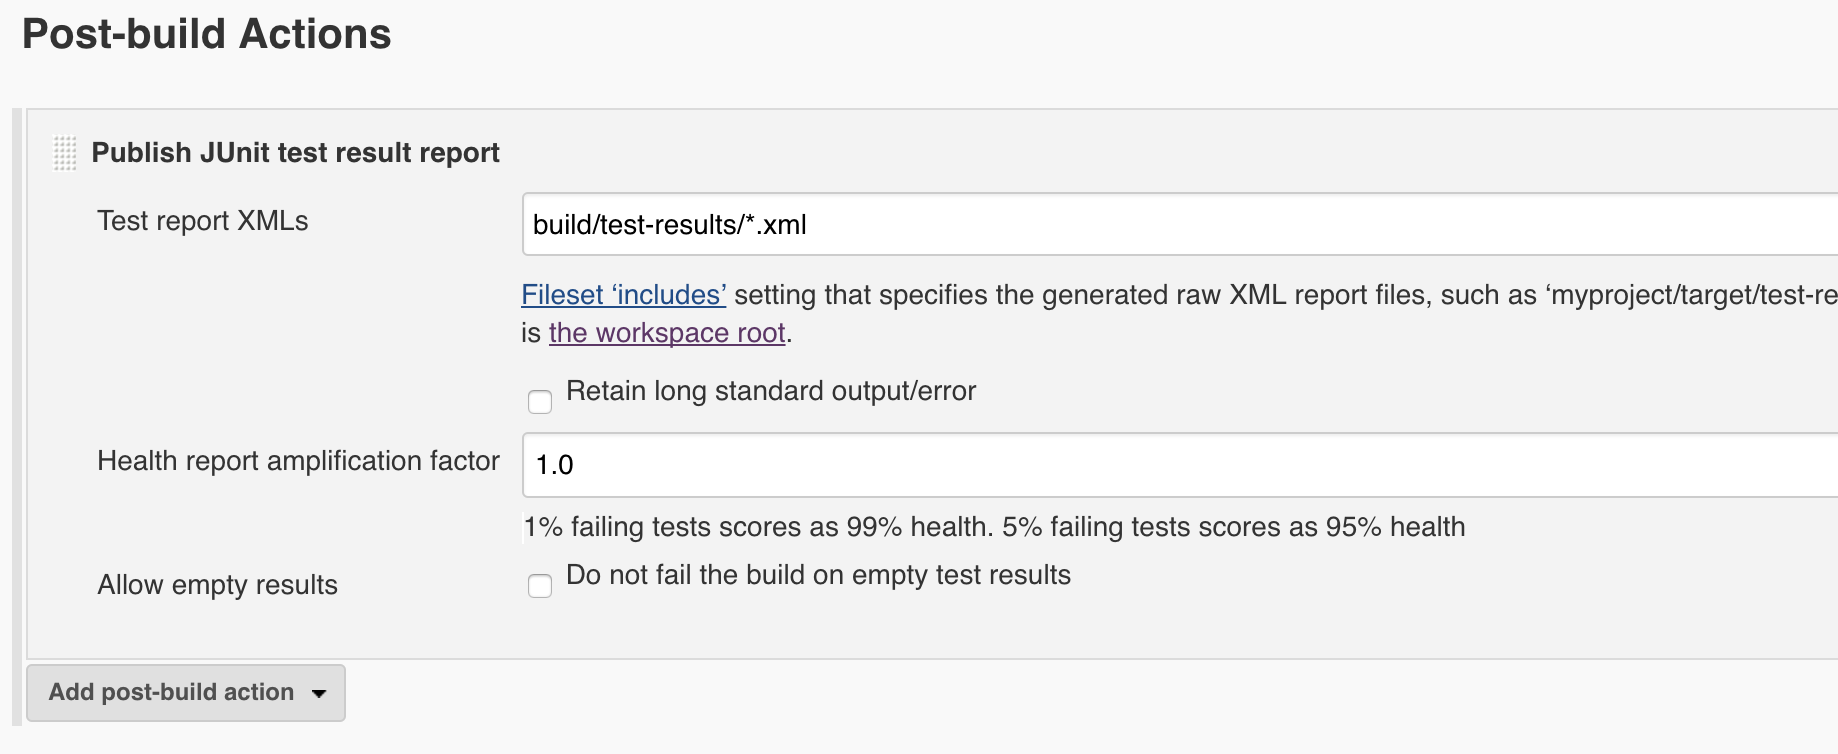 Post-build Actions
Publish JUnit test result report
Test report XMLs
build/test-results/*.xml
Fileset ‘includes’ setting that specifies the generated raw XML report files, such as ‘myproject/target/test-re
is the workspace root.
Retain long standard output/error
Health report amplification factor
1.0
1% failing tests scores as 99% health. 5% failing tests scores as 95% health
Allow empty results
Do not fail the build on empty test results
Add post-build action